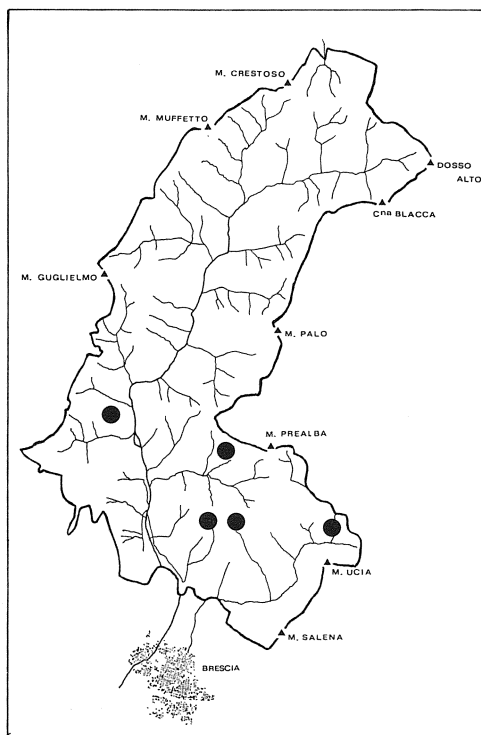 M. CRESTOSO
M. MUFFETTO
DOSSO
ALTO
Cna BLACCA
M. GUGLIELMO
M. PALO
M. PREALBA
M. UCIA
M. SALENA
BRESCIA